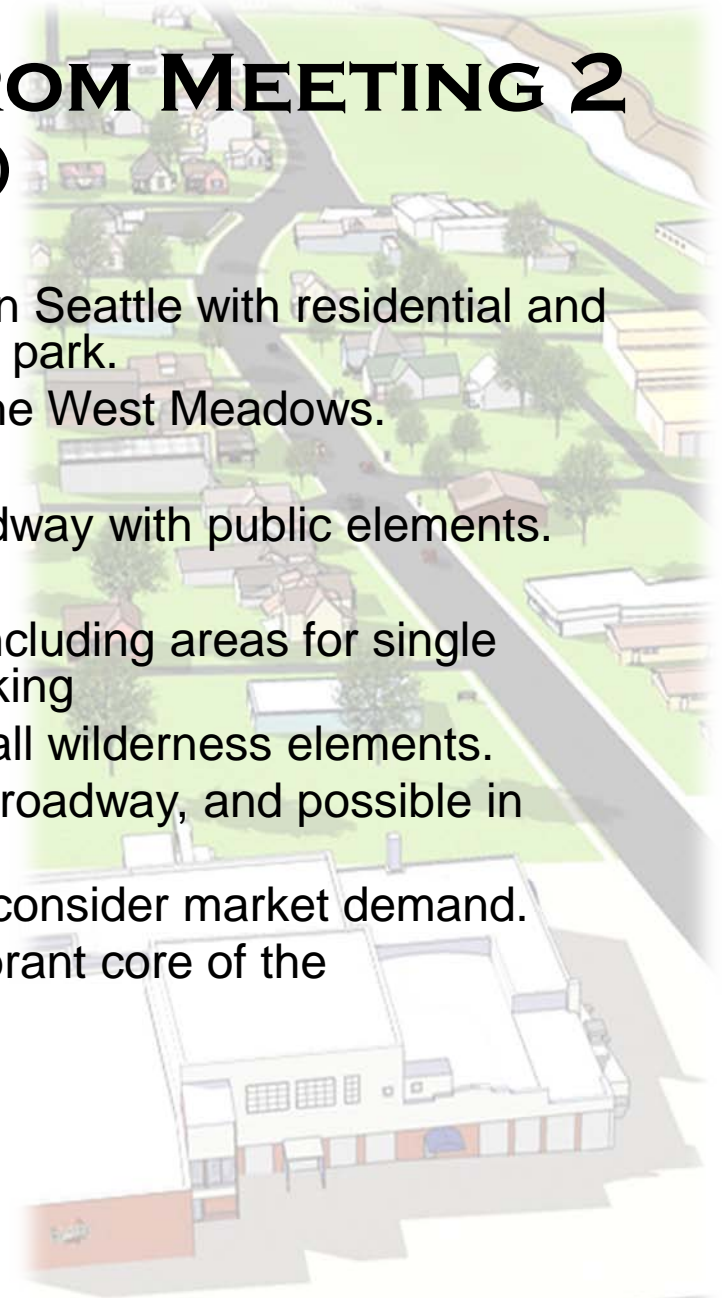 ROM MEETING 2
)
n Seattle with residential and
park.
ne West Meadows.
dway with public elements.
ncluding areas for single
king
all wilderness elements.
roadway, and possible in
consider market demand.
brant core of the